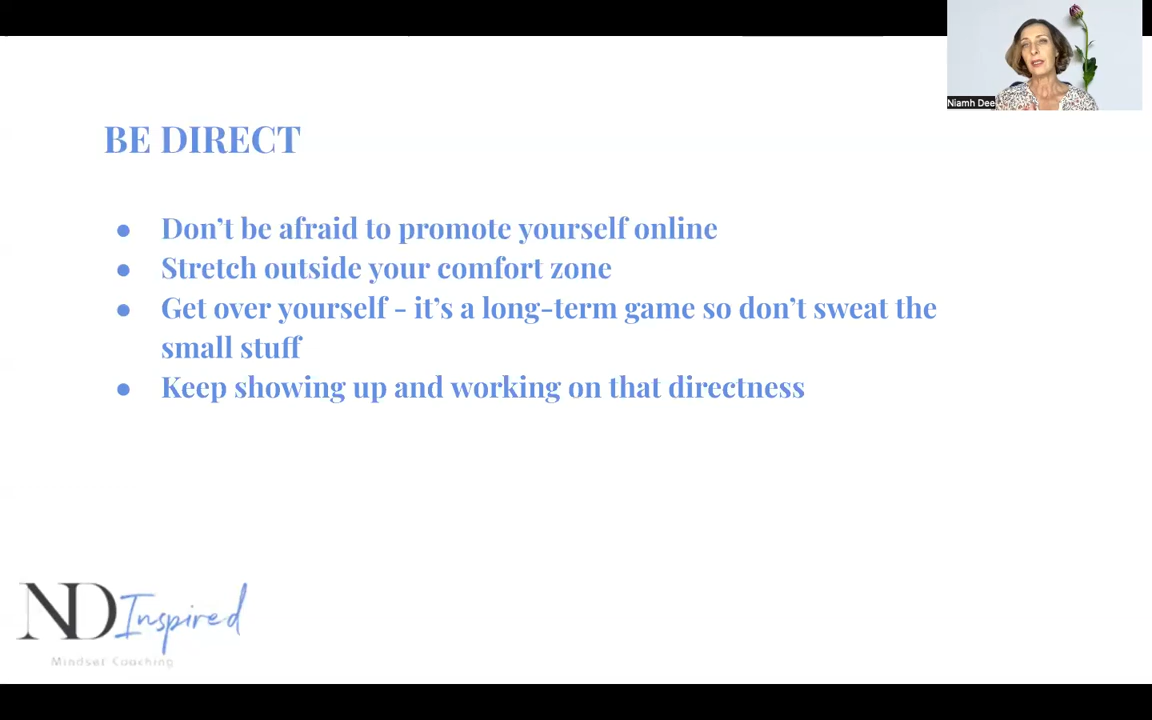 Niamh Dee
BE DIRECT
● Don’t be afraid to promote yourself online
● Stretch outside your comfort zone
● Get over yourself - it’s a long-term game so don’t sweat the
small stuff
● Keep showing up and working on that directness
ND Inspired
Mindset Coaching